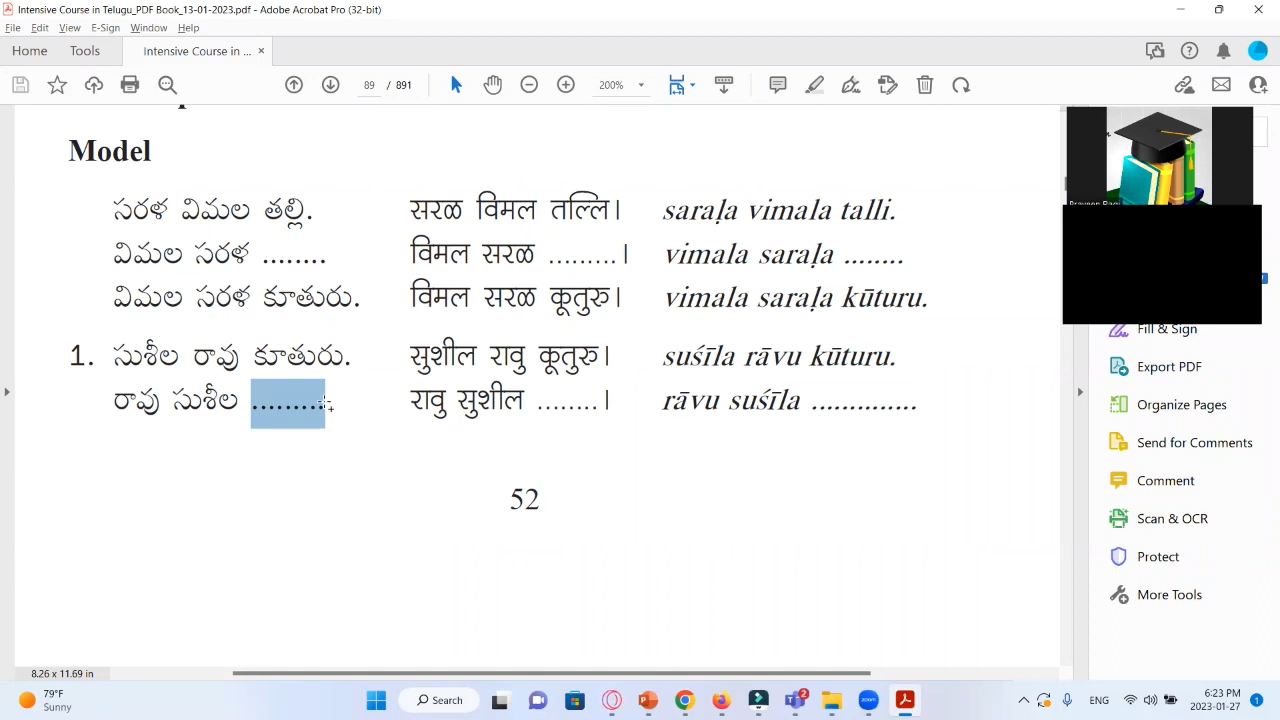 Intensive Course in Telugu_PDF Book_13-01-2023.pdf - Adobe Acrobat Pro (32-bit)
File Edit View E-Sign Window Help
Home Tools Intensive Course in ... ×
89 / 891 200%
Model
సరళ విమల తల్లి. सरळ विमल तल्लि। saraḷa vimala talli.
విమల సరళ ........ विमल सरळ .........। vimala saraḷa ........
విమల సరళ కూతురు. विमल सरळ कूतुरु। vimala saraḷa kūturu.
1. సుశీల రావు కూతురు. सुशील रावु कूतुरु। suśīla rāvu kūturu.
రావు సుశీల ......... रावु सुशील ........। rāvu suśīla .............
52
Fill & Sign
Export PDF
Organize Pages
Send for Comments
Comment
Scan & OCR
Protect
More Tools
8.26 x 11.69 in
79°F
Sunny
Search
2
zoom
ENG
6:23 PM
2023-01-27
1